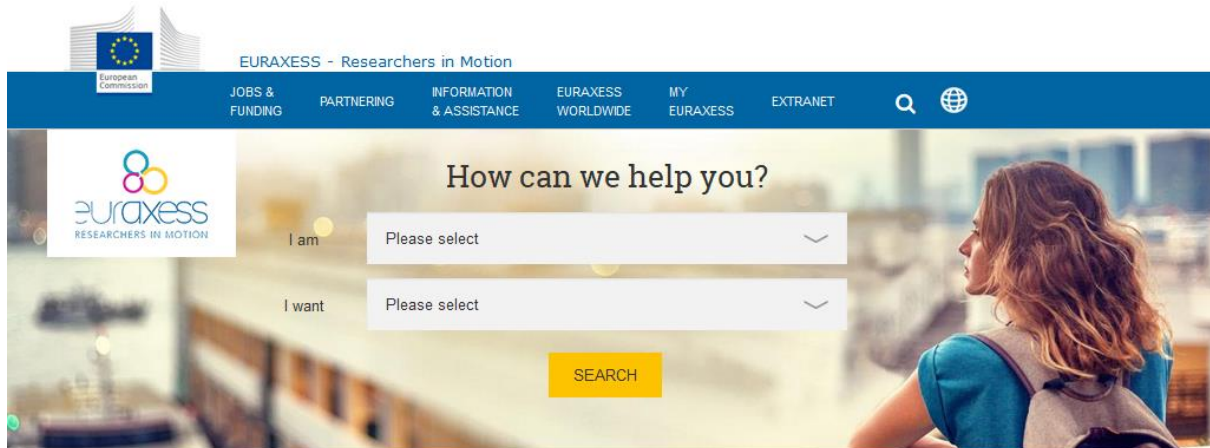 European
Commission
EURAXESS - Researchers in Motion
JOBS &
FUNDING
PARTNERING
INFORMATION
& ASSISTANCE
EURAXESS
WORLDWIDE
MY
EURAXESS
EXTRANET
euraxess
RESEARCHERS IN MOTION
How can we help you?
I am
Please select
I want
Please select
SEARCH